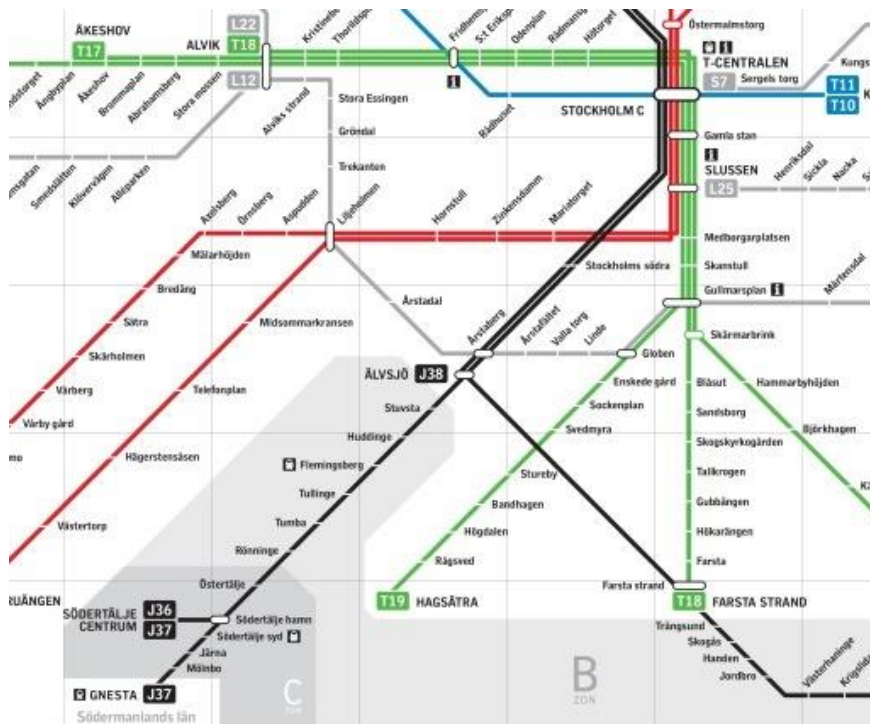 ÅKESHOV
T17
ALVIK
L22
T18
L12
Thorildsp
Fridhems
S:t Eriksp
Odenplan
Rådmans
Hötorget
Östermalmstorg
T-CENTRALEN
S7
Sergels torg
T11
T10
Kungs
K
STOCKHOLM C
Rådhuset
Ängbyplan
Åkeshov
Brommaplan
Abrahamsberg
Stora mossen
Alviks strand
Stora Essingen
Gröndal
Trekanten
Liljeholmen
Smedslätten
Klövervägen
Alléparken
Gamla stan
SLUSSEN
L25
Henriksdal
Sickla
Nacka
Axelsberg
Örnsberg
Aspudden
Hornstull
Zinkensdamm
Mariatorget
Mälarhöjden
Bredäng
Sätra
Skärholmen
Vårberg
Vårby gård
Midsommarkransen
Telefonplan
Hägerstensåsen
Västertorp
RUÄNGEN
Medborgarplatsen
Stockholms södra
Skanstull
Gullmarsplan
Mårtensdal
Årstadal
Årstaberg
Årstafältet
Valla torg
Linde
Globen
Skärmarbrink
ÄLVSJÖ
J38
Enskede gård
Sockenplan
Svedmyra
Stureby
Bandhagen
Högdalen
Rågsved
T19
HAGSÄTRA
Blåsut
Hammarbyhöjden
Sandsborg
Björkhagen
Skogskyrkogården
Tallkrogen
Gubbängen
Hökarängen
Farsta
Farsta strand
T18
FARSTA STRAND
Stuvsta
Huddinge
Flemingsberg
Tullinge
Tumba
Rönninge
Östertälje
SÖDERTÄLJE
CENTRUM
J36
J37
Södertälje hamn
Södertälje syd
Järna
Mölnbo
GNESTA
J37
Södermanlands län
C
B
ZON
Trångsund
Skogås
Handen
Jordbro
Västerhaninge